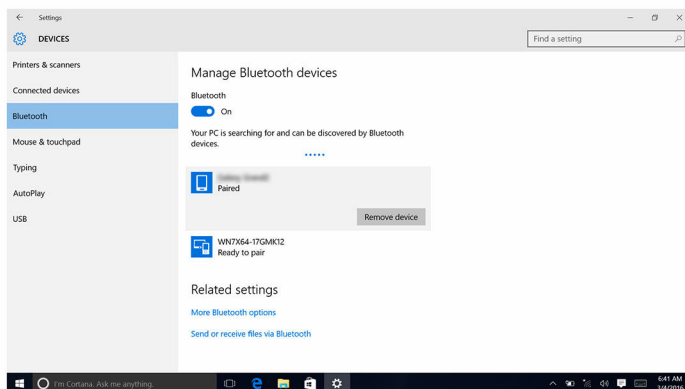 Settings
DEVICES
Find a setting
Printers & scanners
Connected devices
Bluetooth
Mouse & touchpad
Typing
AutoPlay
USB
Manage Bluetooth devices
Bluetooth
On
Your PC is searching for and can be discovered by Bluetooth
devices.
Paired
Remove device
WN7X64-17GMK12
Ready to pair
Related settings
More Bluetooth options
Send or receive files via Bluetooth
I'm Cortana. Ask me anything.
6:41 AM
3/4/2016